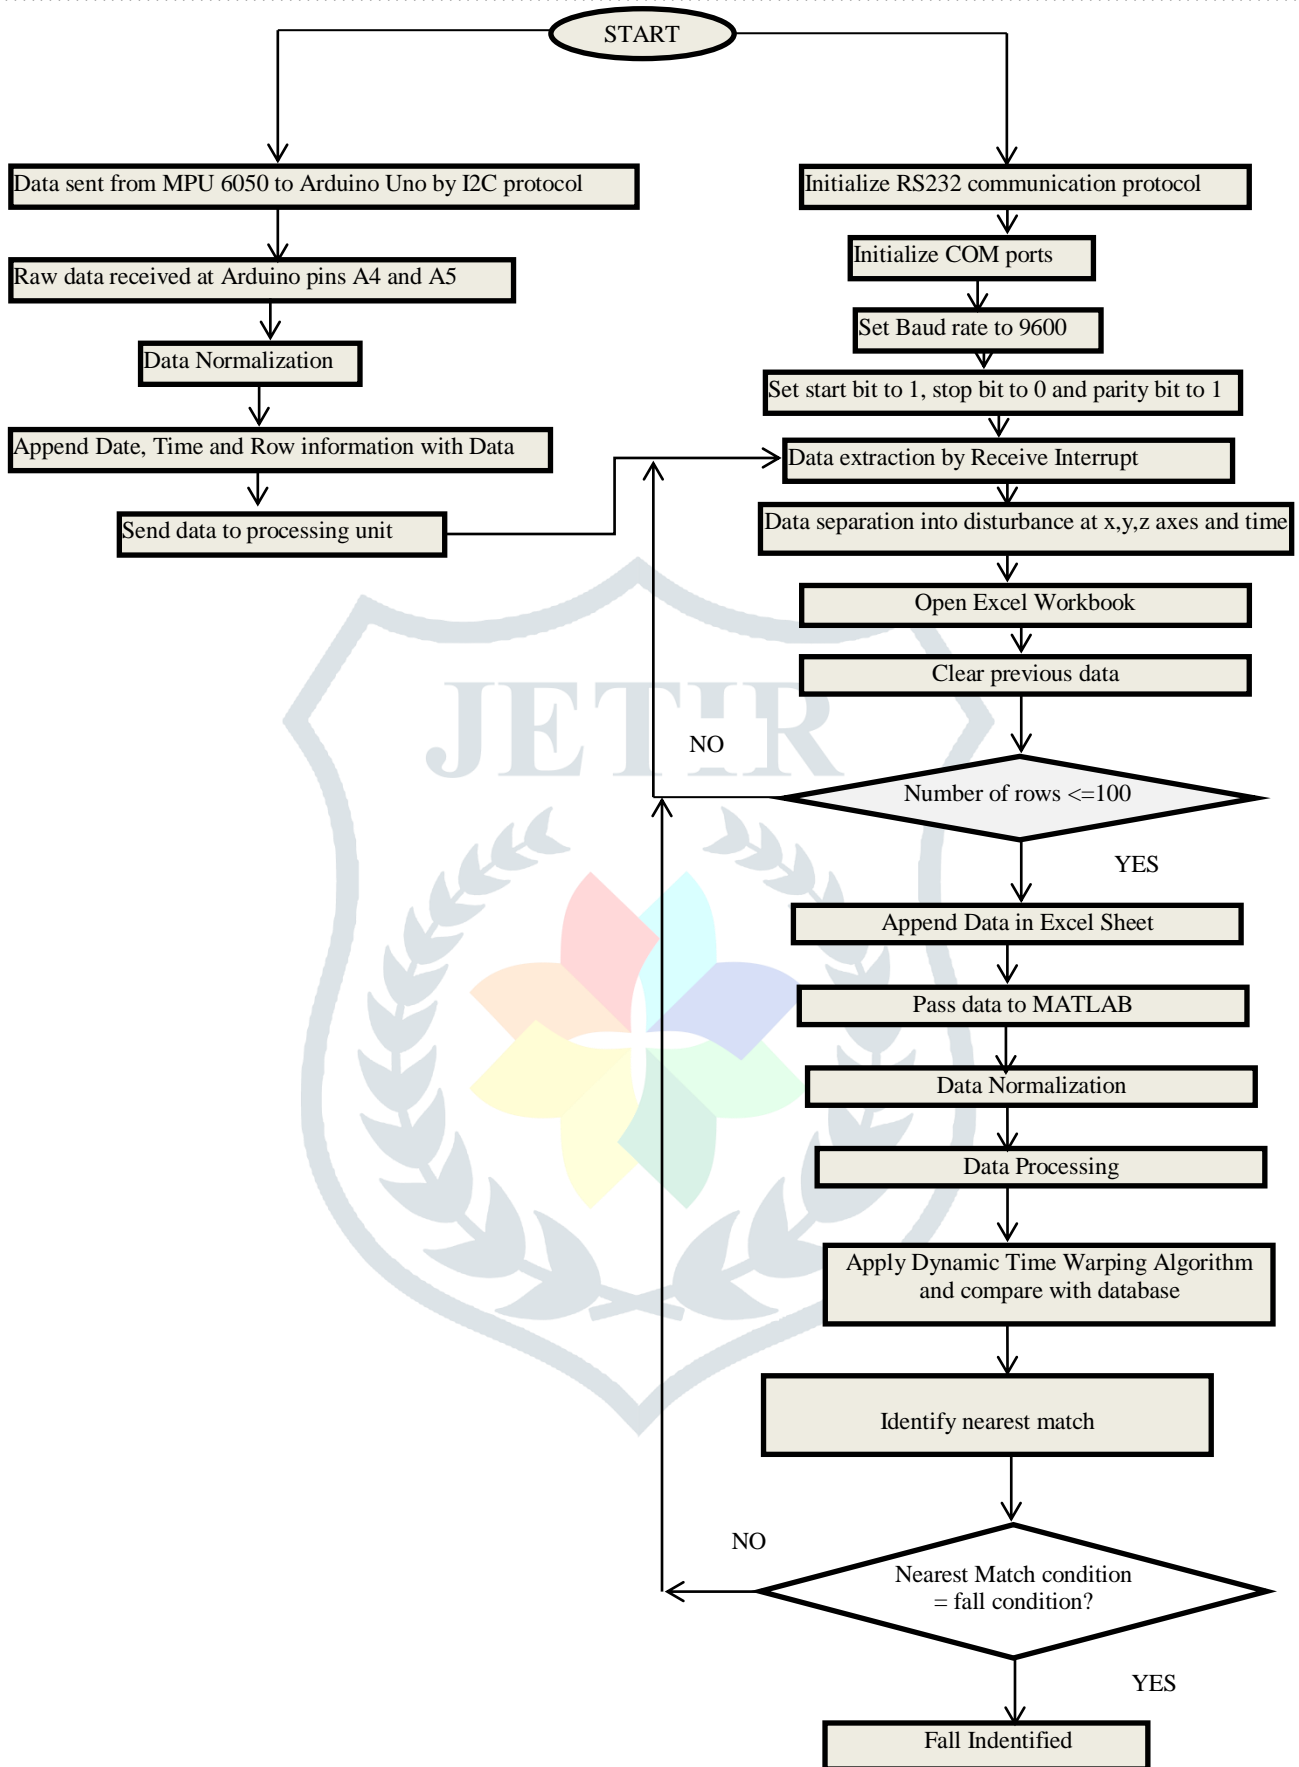 START
Data sent from MPU 6050 to Arduino Uno by I2C protocol
Raw data received at Arduino pins A4 and A5
Data Normalization
Append Date, Time and Row information with Data
Send data to processing unit
Initialize RS232 communication protocol
Initialize COM ports
Set Baud rate to 9600
Set start bit to 1, stop bit to 0 and parity bit to 1
Data extraction by Receive Interrupt
Data separation into disturbance at x,y,z axes and time
Open Excel Workbook
Clear previous data
JETIR
NO
Number of rows <=100
YES
Append Data in Excel Sheet
Pass data to MATLAB
Data Normalization
Data Processing
Apply Dynamic Time Warping Algorithm
and compare with database
Identify nearest match
NO
Nearest Match condition
= fall condition?
YES
Fall Indentified